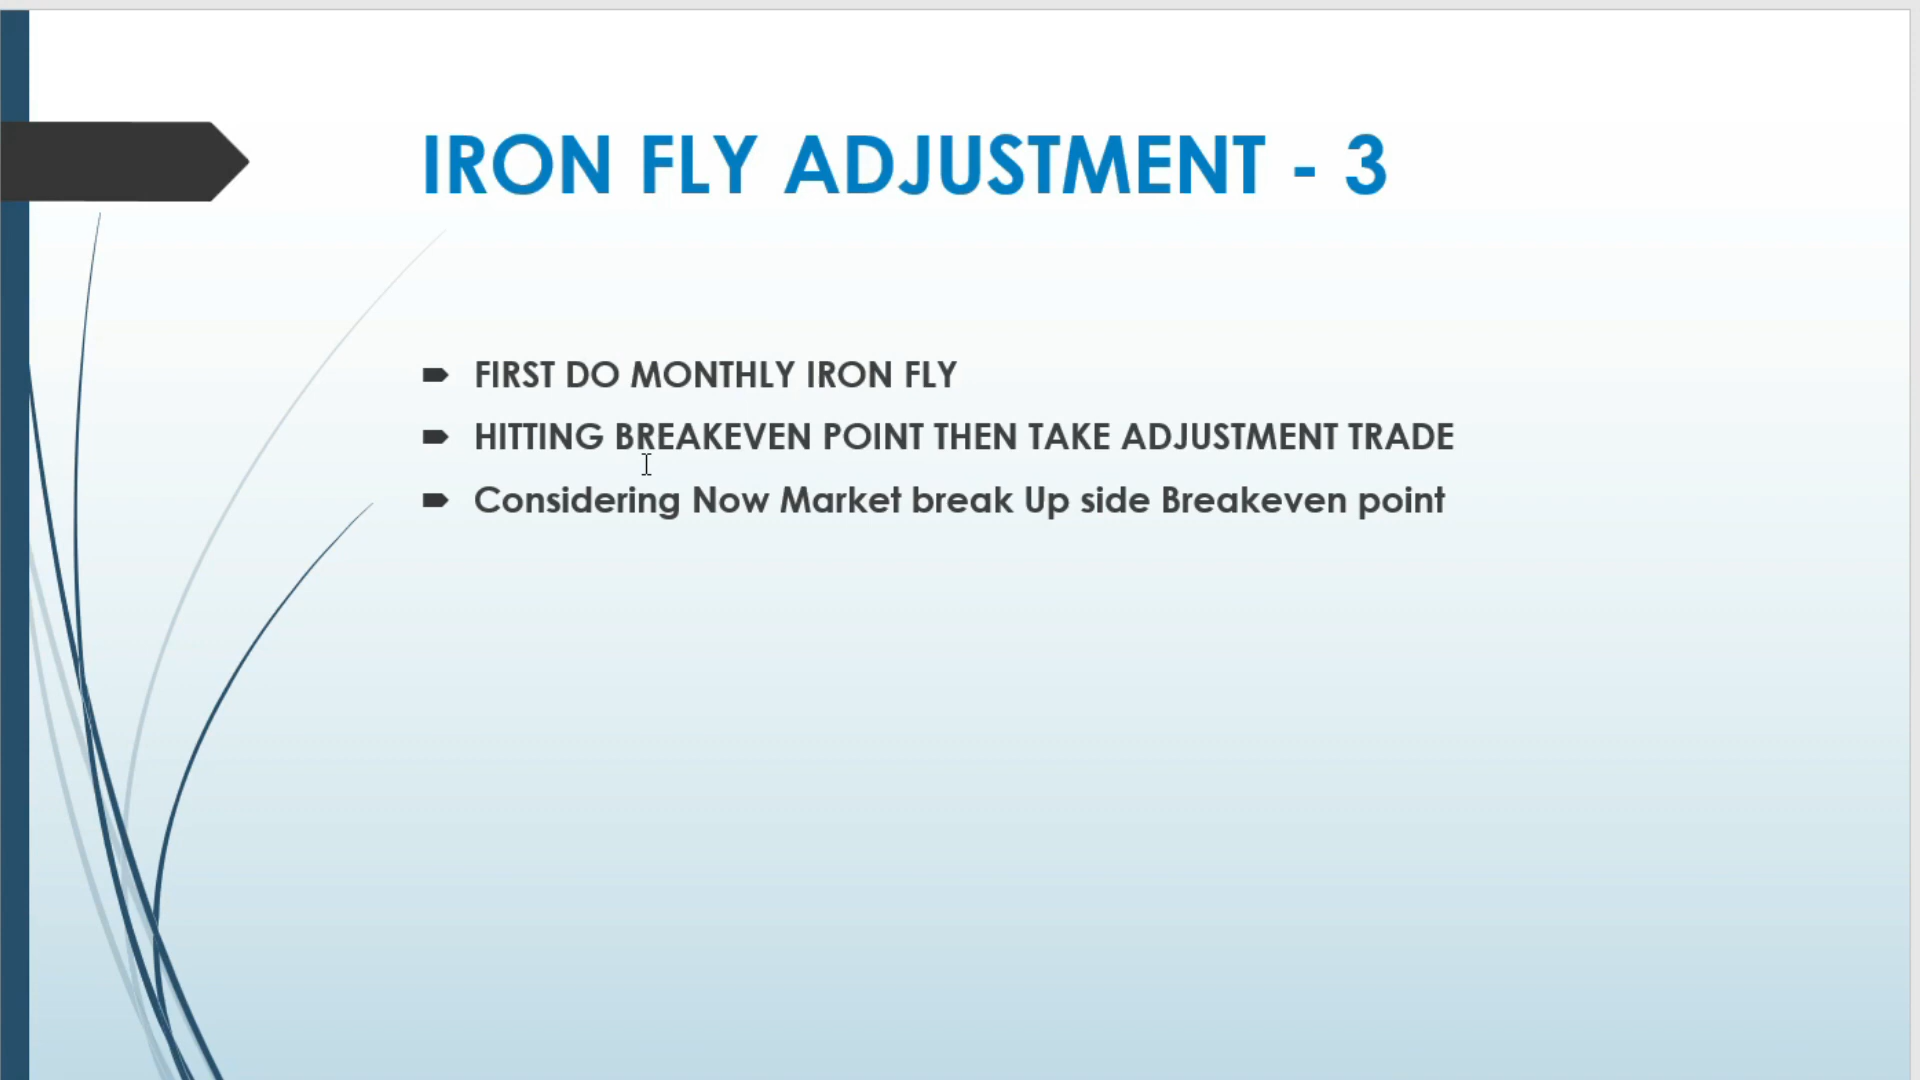 IRON FLY ADJUSTMENT - 3
FIRST DO MONTHLY IRON FLY
HITTING BREAKEVEN POINT THEN TAKE ADJUSTMENT TRADE
Considering Now Market break Up side Breakeven point